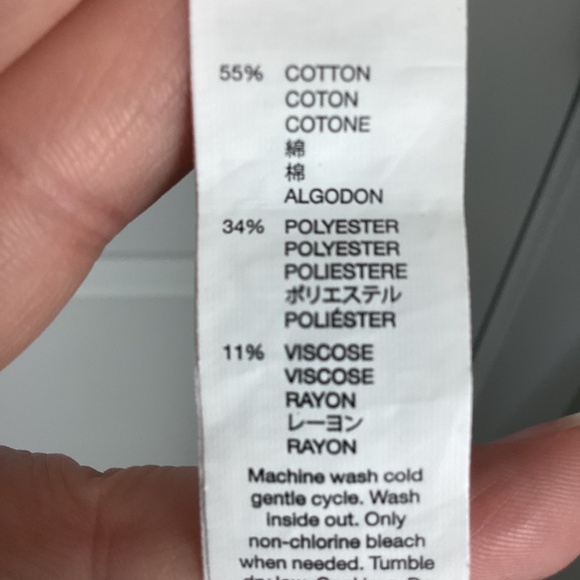 55% COTTON
COTON
COTONE
綿
棉
ALGODON
34% POLYESTER
POLYESTER
POLIESTERE
ポリエステル
POLIÉSTER
11% VISCOSE
VISCOSE
RAYON
レーヨン
RAYON
Machine wash cold
gentle cycle. Wash
inside out. Only
non-chlorine bleach
when needed. Tumble